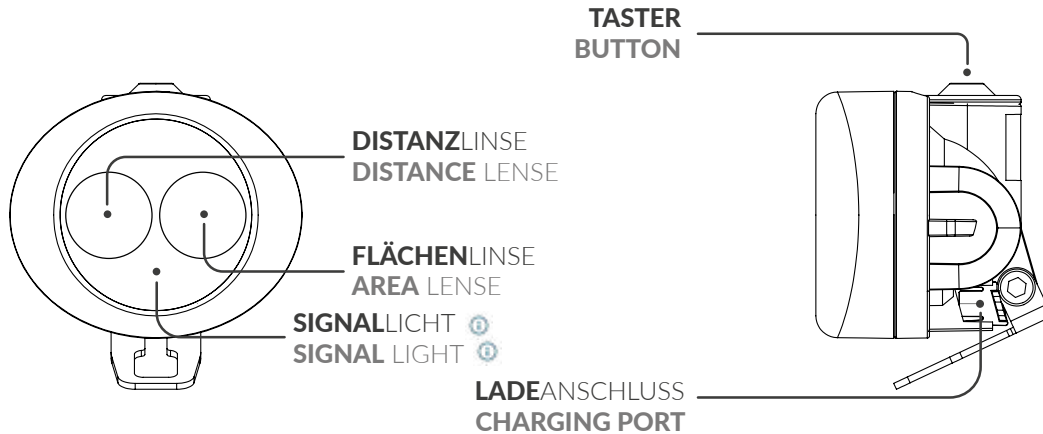 TASTER
BUTTON
DISTANZLINSE
DISTANCE LENSE
FLÄCHENLINSE
AREA LENSE
SIGNALLICHT
SIGNAL LIGHT
LADEANSCHLUSS
CHARGING PORT